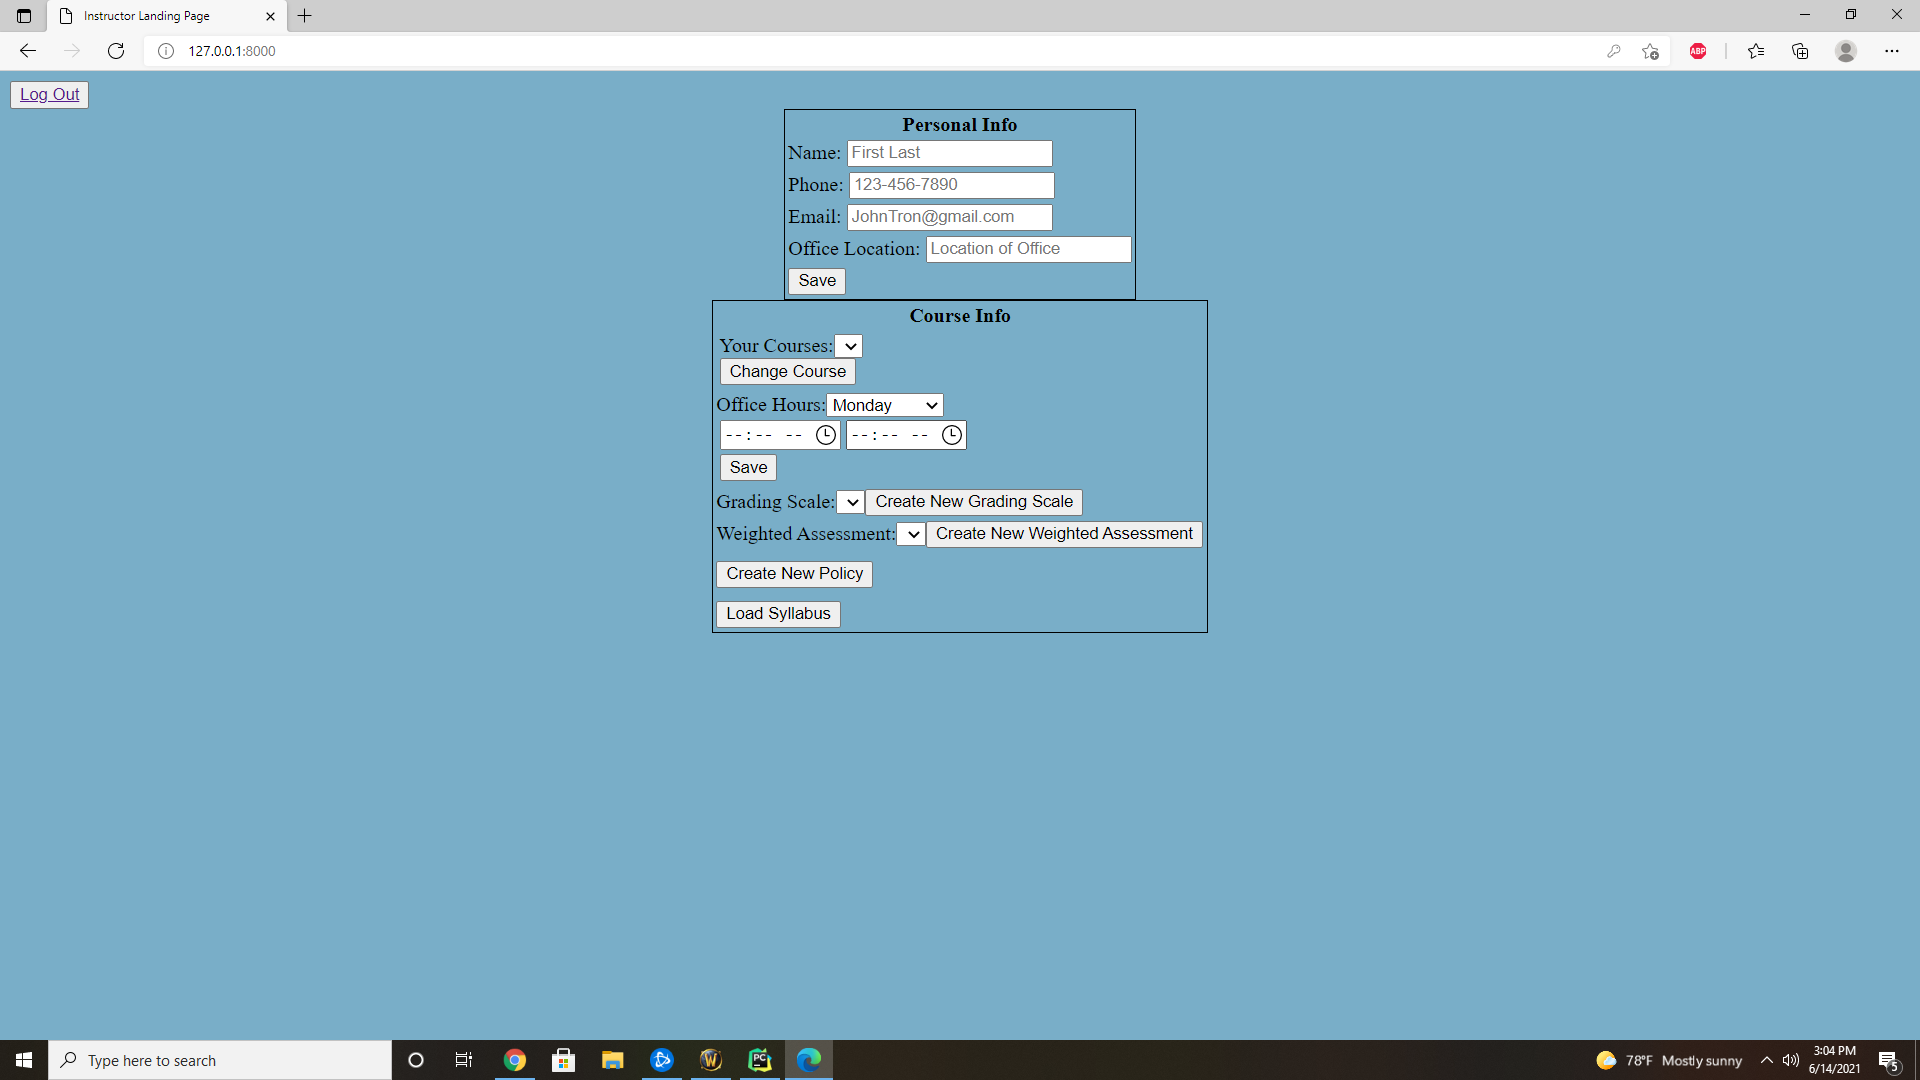 Instructor Landing Page
127.0.0.1:8000
ABP
Log Out
Personal Info
Name: First Last
Phone: 123-456-7890
Email: JohnTron@gmail.com
Office Location: Location of Office
Save
Course Info
Your Courses:
Change Course
Office Hours: Monday
--:-- -- --:-- --
Save
Grading Scale: Create New Grading Scale
Weighted Assessment: Create New Weighted Assessment
Create New Policy
Load Syllabus
Type here to search
PC
W
78°F Mostly sunny
3:04 PM
6/14/2021
5